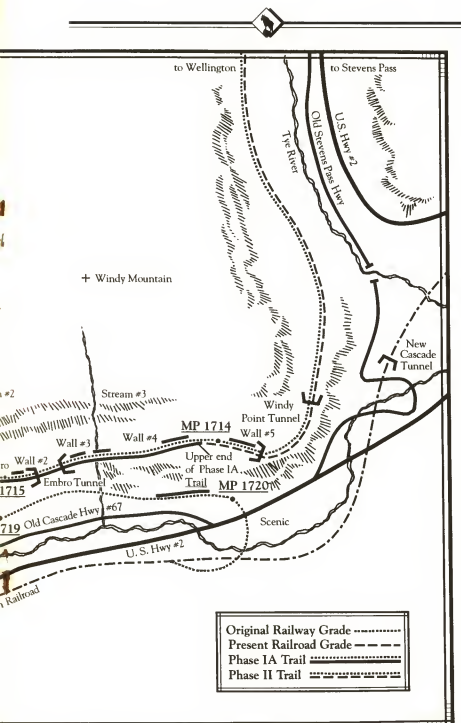 to Wellington
to Stevens Pass
U.S. Hwy #2
Old Stevens Pass Hwy
Tye River
+ Windy Mountain
New
Cascade
Tunnel
#2
Stream #3
Windy
Point Tunnel
MP 1714
Wall #5
Wall #4
Wall #3
Wall #2
Upper end
of Phase IA
Trail
MP 1720
1715
Embro Tunnel
719
Old Cascade Hwy #67
Scenic
U. S. Hwy #2
Railroad
Original Railway Grade
Present Railroad Grade
Phase IA Trail
Phase II Trail